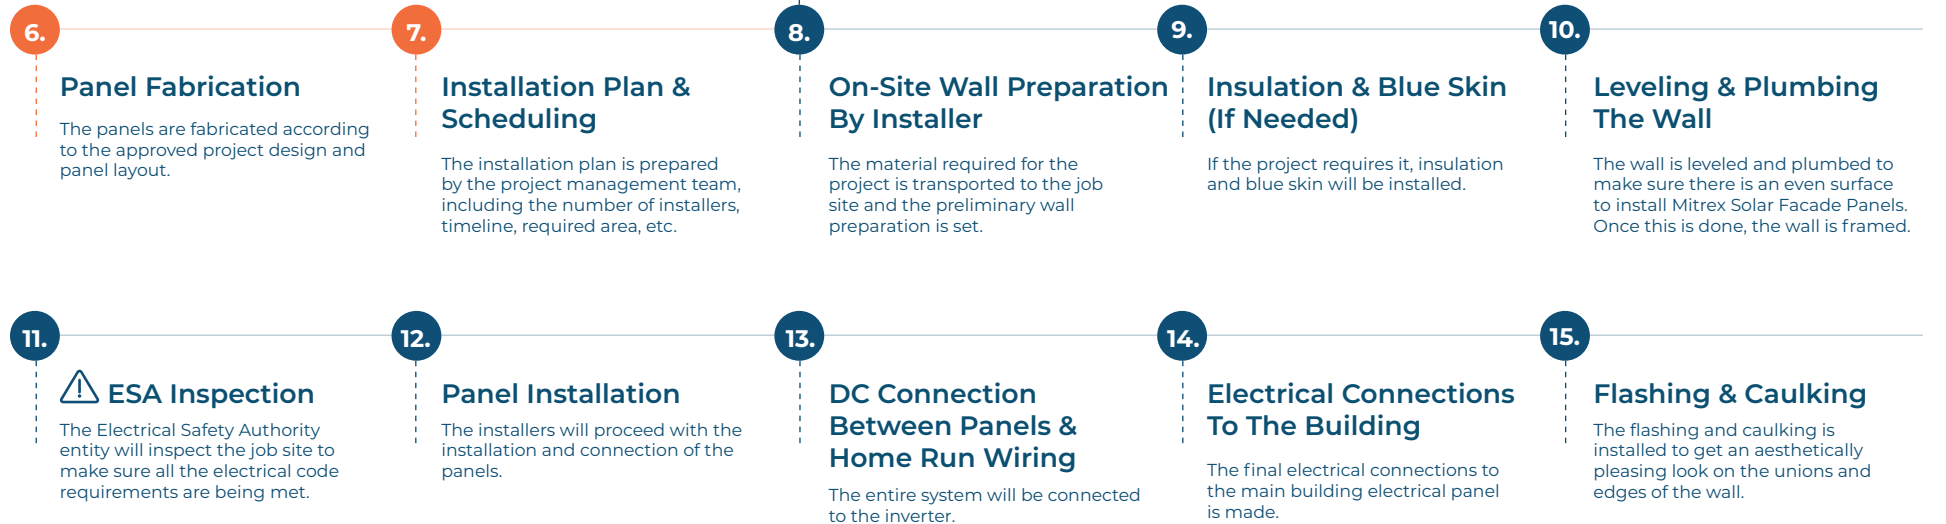 6.
Panel Fabrication
The panels are fabricated according
to the approved project design and
panel layout.
7.
Installation Plan &
Scheduling
The installation plan is prepared
by the project management team,
including the number of installers,
timeline, required area, etc.
8.
On-Site Wall Preparation
By Installer
The material required for the
project is transported to the job
site and the preliminary wall
preparation is set.
9.
Insulation & Blue Skin
(If Needed)
If the project requires it, insulation
and blue skin will be installed.
10.
Leveling & Plumbing
The Wall
The wall is leveled and plumbed to
make sure there is an even surface
to install Mitrex Solar Facade Panels.
Once this is done, the wall is framed.
11.
ESA Inspection
The Electrical Safety Authority
entity will inspect the job site to
make sure all the electrical code
requirements are being met.
12.
Panel Installation
The installers will proceed with the
installation and connection of the
panels.
13.
DC Connection
Between Panels &
Home Run Wiring
The entire system will be connected
to the inverter.
14.
Electrical Connections
To The Building
The final electrical connections to
the main building electrical panel
is made.
15.
Flashing & Caulking
The flashing and caulking is
installed to get an aesthetically
pleasing look on the unions and
edges of the wall.